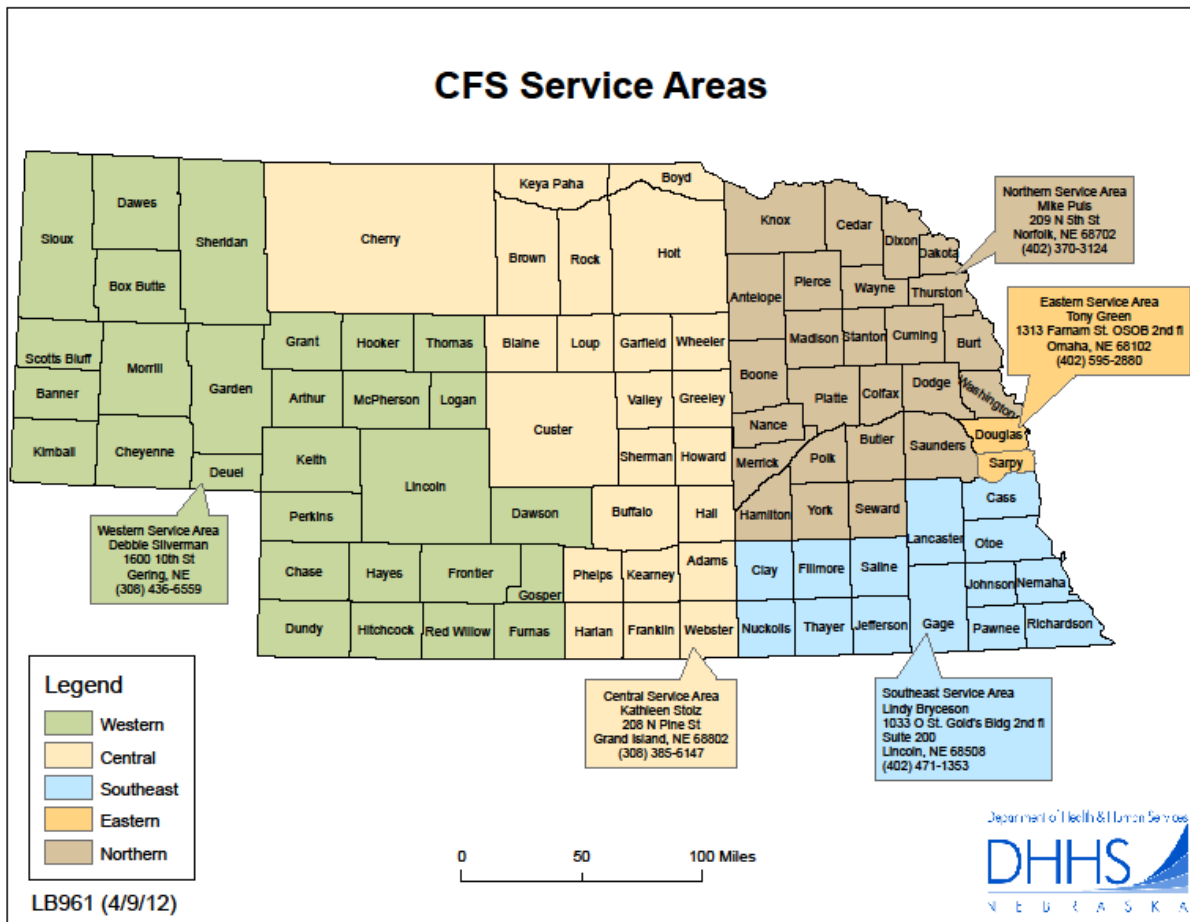 CFS Service Areas
Keya Paha
Boyd
Dawes
Sioux
Sheridan
Cherry
Knox
Cedar
Dixon
Dakota
Northern Service Area
Mike Puls
209 N 5th St
Norfolk, NE 68702
(402) 370-3124
Brown
Rock
Holt
Box Butte
Antelope
Pierce
Wayne
Thurston
Eastern Service Area
Tony Green
1313 Farnam St. OSOB 2nd fl
Omaha, NE 68102
(402) 595-2880
Scotts Bluff
Morrill
Grant
Hooker
Thomas
Blaine
Loup
Garfield
Wheeler
Madison
Stanton
Cuming
Burt
Banner
Garden
Arthur
McPherson
Logan
Custer
Valley
Greeley
Boone
Platte
Colfax
Dodge
Washington
Kimball
Cheyenne
Deuel
Keith
Lincoln
Sherman
Howard
Nance
Merrick
Polk
Butler
Saunders
Douglas
Sarpy
Perkins
Dawson
Buffalo
Hall
Hamilton
York
Seward
Lancaster
Cass
Otoe
Western Service Area
Debbie Silverman
1600 10th St
Gering, NE
(308) 436-6559
Chase
Hayes
Frontier
Gosper
Phelps
Kearney
Adams
Clay
Fillmore
Saline
Johnson
Nemaha
Dundy
Hitchcock
Red Willow
Furnas
Harlan
Franklin
Webster
Nuckolls
Thayer
Jefferson
Gage
Pawnee
Richardson
Central Service Area
Kathleen Stolz
208 N Pine St
Grand Island, NE 68802
(308) 385-6147
Southeast Service Area
Lindy Bryceson
1033 O St. Gold's Bldg 2nd fl
Suite 200
Lincoln, NE 68508
(402) 471-1353
Legend
Western
Central
Southeast
Eastern
Northern
0 50 100 Miles
LB961 (4/9/12)
Department of Health & Human Services
DHHS
NEBRASKA